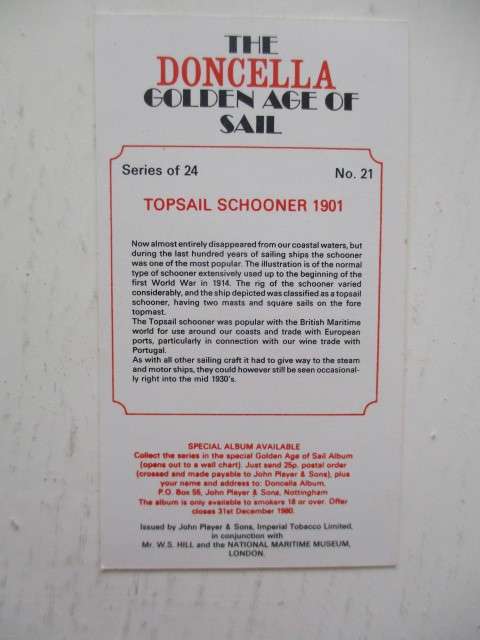 THE
DONCELLA
GOLDEN AGE OF
SAIL
Series of 24 No. 21
TOPSAIL SCHOONER 1901
Now almost entirely disappeared from our coastal waters, but
during the last hundred years of sailing ships the schooner
was one of the most popular. The illustration is of the normal
type of schooner extensively used up to the beginning of the
first World War in 1914. The rig of the schooner varied
considerably, and the ship depicted was classified as a topsail
schooner, having two masts and square sails on the fore
topmast.
The Topsail schooner was popular with the British Maritime
world for use around our coasts and trade with European
ports, particularly in connection with our wine trade with
Portugal.
As with all other sailing craft it had to give way to the steam
and motor ships, they could however still be seen occasional-
ly right into the mid 1930's.
SPECIAL ALBUM AVAILABLE
Collect the series in the special Golden Age of Sail Album
(opens out to a wall chart). Just send 25p. postal order
(crossed and made payable to John Player & Sons), plus
your name and address to: Doncella Album,
P.O. Box 55, John Player & Sons, Nottingham
The album is only available to smokers 18 or over. Offer
closes 31st December 1980.
Issued by John Player & Sons, Imperial Tobacco Limited,
in conjunction with
Mr. W.S. HILL and the NATIONAL MARITIME MUSEUM,
LONDON.